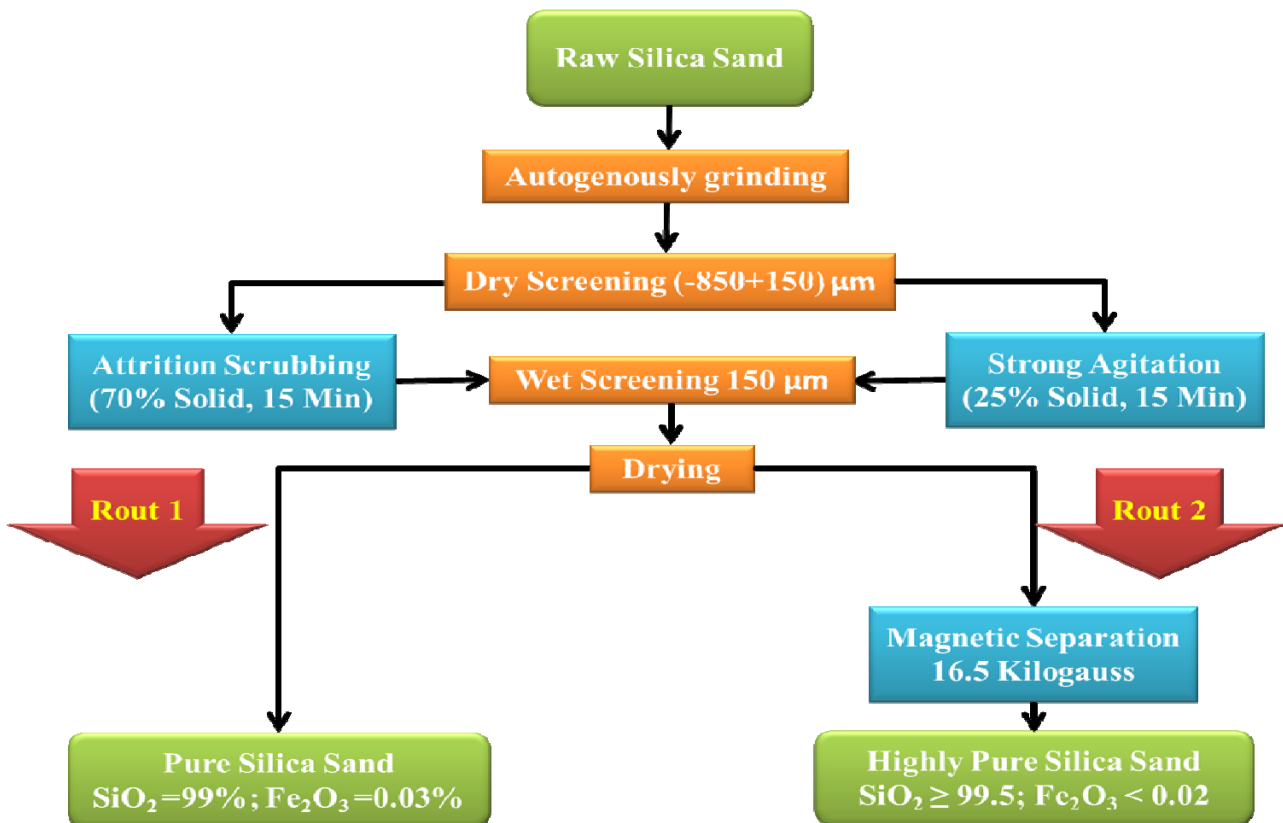 Raw Silica Sand
Autogenously grinding
Dry Screening (-850+150) µm
Attrition Scrubbing
(70% Solid, 15 Min)
Wet Screening 150 µm
Strong Agitation
(25% Solid, 15 Min)
Drying
Rout 1
Rout 2
Magnetic Separation
16.5 Kilogauss
Pure Silica Sand
SiO₂=99%; Fe₂O₃=0.03%
Highly Pure Silica Sand
SiO₂ ≥ 99.5; Fe₂O₃ < 0.02